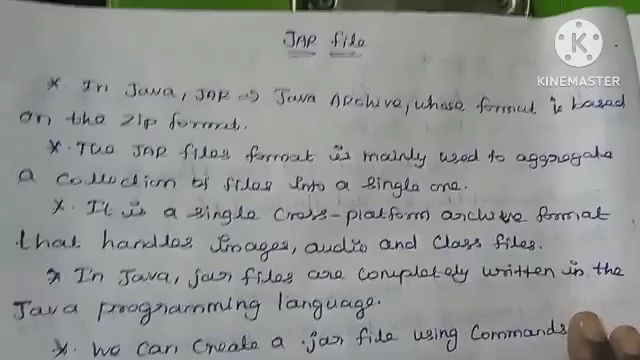 JAR file
KINEMASTER
* In Java, JAR => Java ARchive, whose format is based
on the Zip format.
* The JAR files format is mainly used to aggregate
a collection of files into a single one.
* It is a single cross-platform archive format
that handles images, audio and class files.
* In Java, jar files are completely written in the
Java programming language.
* We can create a .jar file using commands